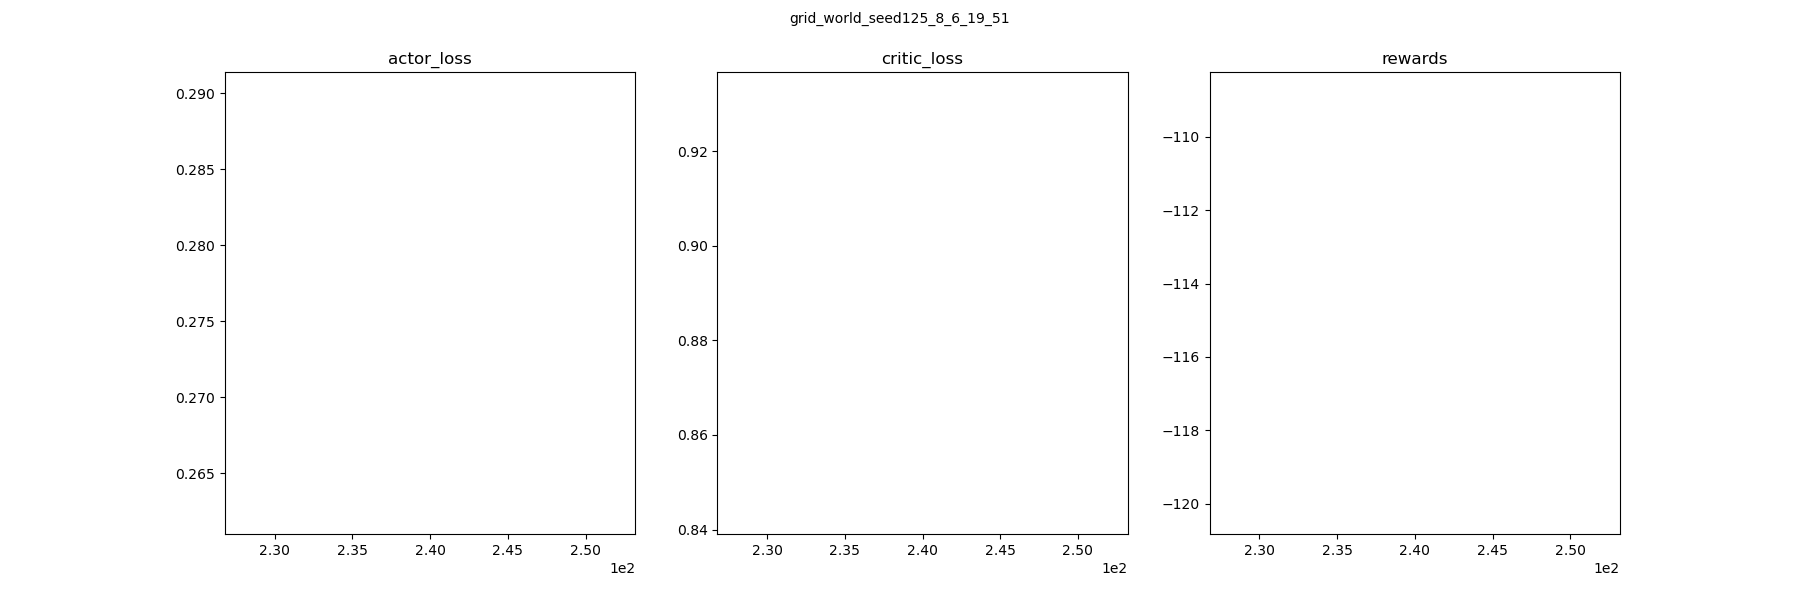 grid_world_seed125_8_6_19_51
actor_loss
0.290
0.285
0.280
0.275
0.270
0.265
2.30 2.35 2.40 2.45 2.50
1e2
critic_loss
0.92
0.90
0.88
0.86
0.84
2.30 2.35 2.40 2.45 2.50
1e2
rewards
−110
−112
−114
−116
−118
−120
2.30 2.35 2.40 2.45 2.50
1e2